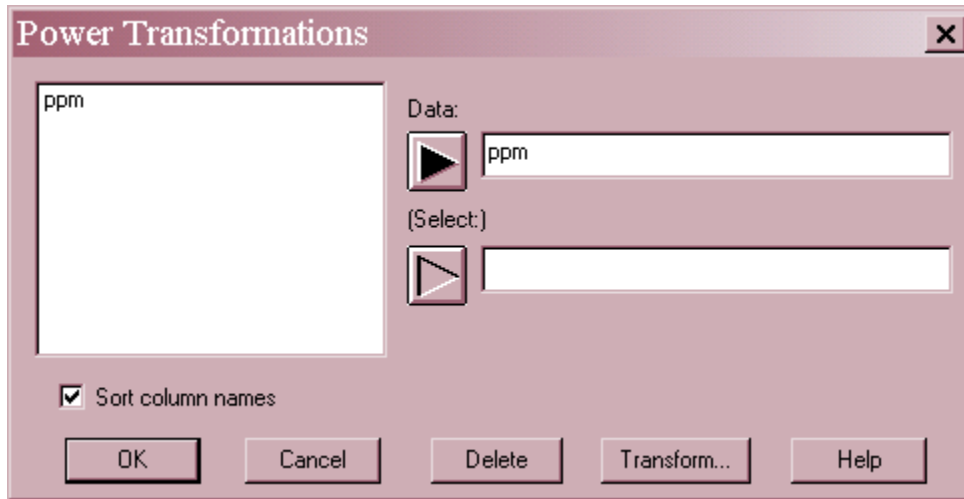 Power Transformations
ppm
Data:
ppm
(Select:)
Sort column names
OK Cancel Delete Transform... Help